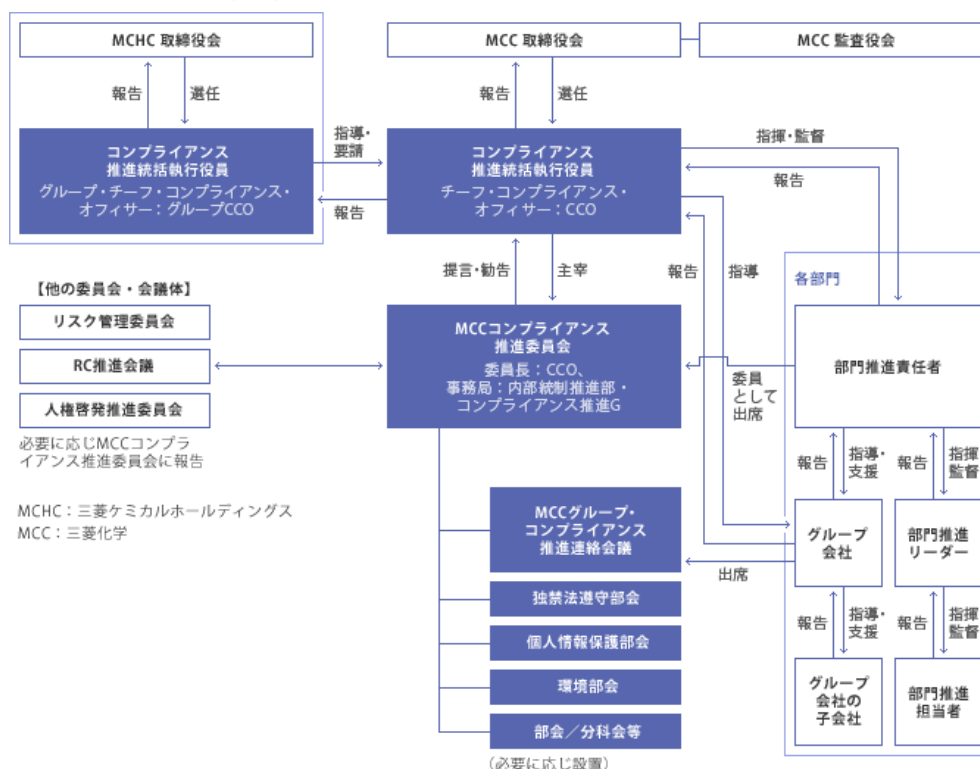 MCHC 取締役会
MCC 取締役会
MCC 監査役会
報告
選任
報告
選任
コンプライアンス
推進統括執行役員
グループ・チーフ・コンプライアンス・
オフィサー：グループCCO
指導・
要請
報告
コンプライアンス
推進統括執行役員
チーフ・コンプライアンス・
オフィサー：CCO
指揮・監督
報告
提言・勧告
主宰
報告
指導
【他の委員会・会議体】
リスク管理委員会
RC推進会議
人権啓発推進委員会
必要に応じMCCコンプラ
イアンス推進委員会に報告
MCHC：三菱ケミカルホールディングス
MCC：三菱化学
MCCコンプライアンス
推進委員会
委員長：CCO、
事務局：内部統制推進部・
コンプライアンス推進G
委員
として
出席
各部門
部門推進責任者
報告
指導・
支援
報告
指揮
監督
グループ
会社
部門推進
リーダー
報告
指導・
支援
報告
指揮
監督
グループ
会社の
子会社
部門推進
担当者
MCCグループ・
コンプライアンス
推進連絡会議
出席
独禁法遵守部会
個人情報保護部会
環境部会
部会／分科会等
（必要に応じ設置）